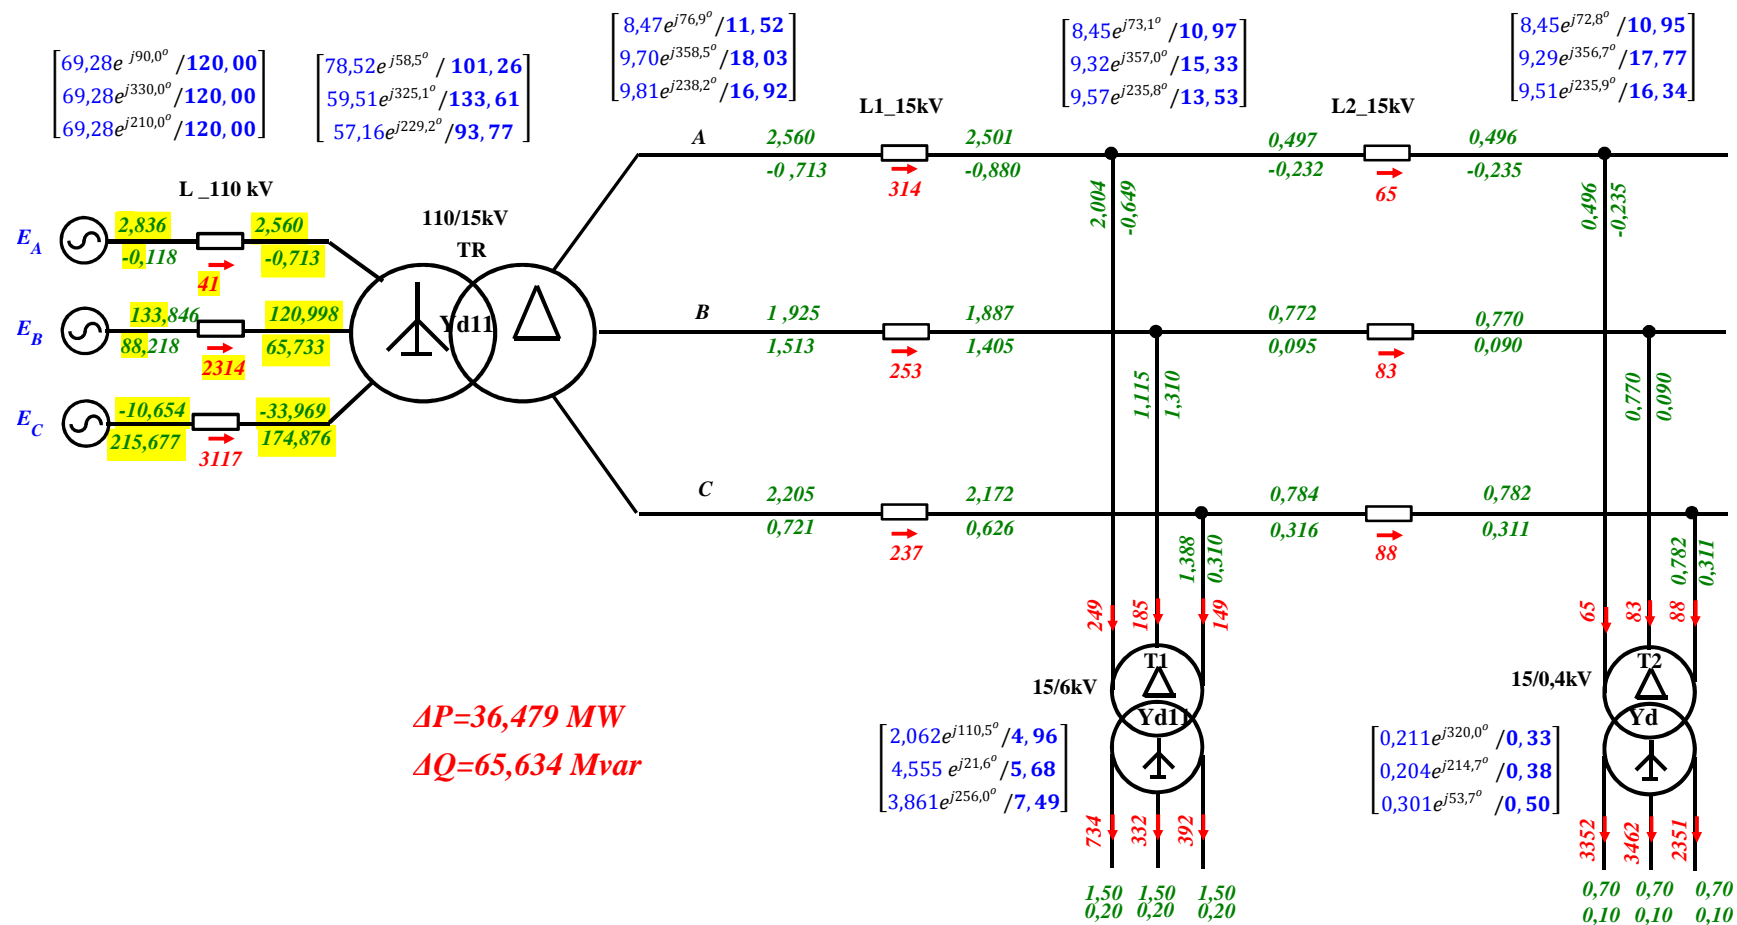 69,28e^{j90,0°} /120,00
69,28e^{j330,0°}/120,00
69,28e^{j210,0°}/120,00
78,52e^{j58,5°} / 101,26
59,51e^{j325,1°}/133,61
57,16e^{j229,2°}/93,77
8,47e^{j76,9°}/11,52
9,70e^{j358,5°}/18,03
9,81e^{j238,2°}/16,92
8,45e^{j73,1°}/10,97
9,32e^{j357,0°}/15,33
9,57e^{j235,8°}/13,53
8,45e^{j72,8°}/10,95
9,29e^{j356,7°}/17,77
9,51e^{j235,9°}/16,34
L1_15kV
L2_15kV
A
2,560
-0 ,713
314
2,501
-0,880
0,497
-0,232
65
0,496
-0,235
L _110 kV
110/15kV
TR
E_A
2,836
-0,118
41
2,560
-0,713
2,004
-0,649
0,496
-0,235
E_B
133,846
88,218
2314
120,998
65,733
Yd11
B
1 ,925
1,513
253
1,887
1,405
0,772
0,095
83
0,770
0,090
1,115
1,310
0,770
0,090
E_C
-10,654
215,677
3117
-33,969
174,876
C
2,205
0,721
237
2,172
0,626
0,784
0,316
88
0,782
0,311
1,388
0,310
0,782
0,311
249
185
149
65
83
88
T1
15/6kV
Yd11
T2
15/0,4kV
Yd
ΔP=36,479 MW
ΔQ=65,634 Mvar
2,062e^{j110,5°}/4,96
4,555 e^{j21,6°}/5,68
3,861e^{j256,0°}/7,49
0,211e^{j320,0°} /0,33
0,204e^{j214,7°} /0,38
0,301e^{j53,7°} /0,50
734
332
392
3352
3462
2351
1,50
0,20
1,50
0,20
1,50
0,20
0,70
0,10
0,70
0,10
0,70
0,10